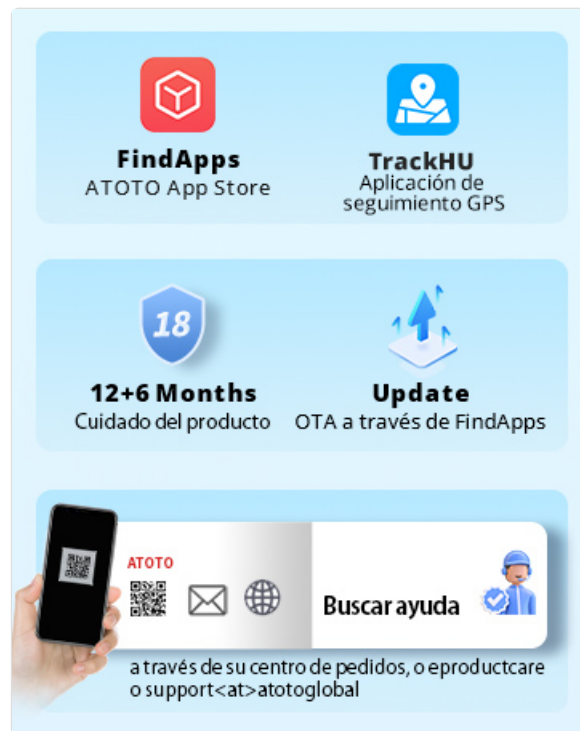 FindApps
ATOTO App Store
TrackHU
Aplicación de
seguimiento GPS
18
12+6 Months
Cuidado del producto
Update
OTA a través de FindApps
ATOTO
Buscar ayuda
a través de su centro de pedidos, o eproductcare
o support<at>atotoglobal